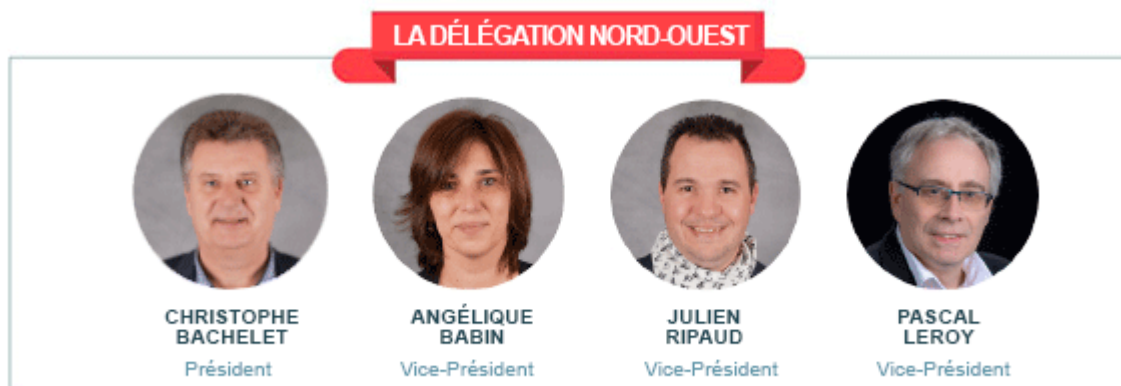 LA DÉLÉGATION NORD-OUEST
CHRISTOPHE
BACHELET
Président
ANGÉLIQUE
BABIN
Vice-Président
JULIEN
RIPAUD
Vice-Président
PASCAL
LEROY
Vice-Président